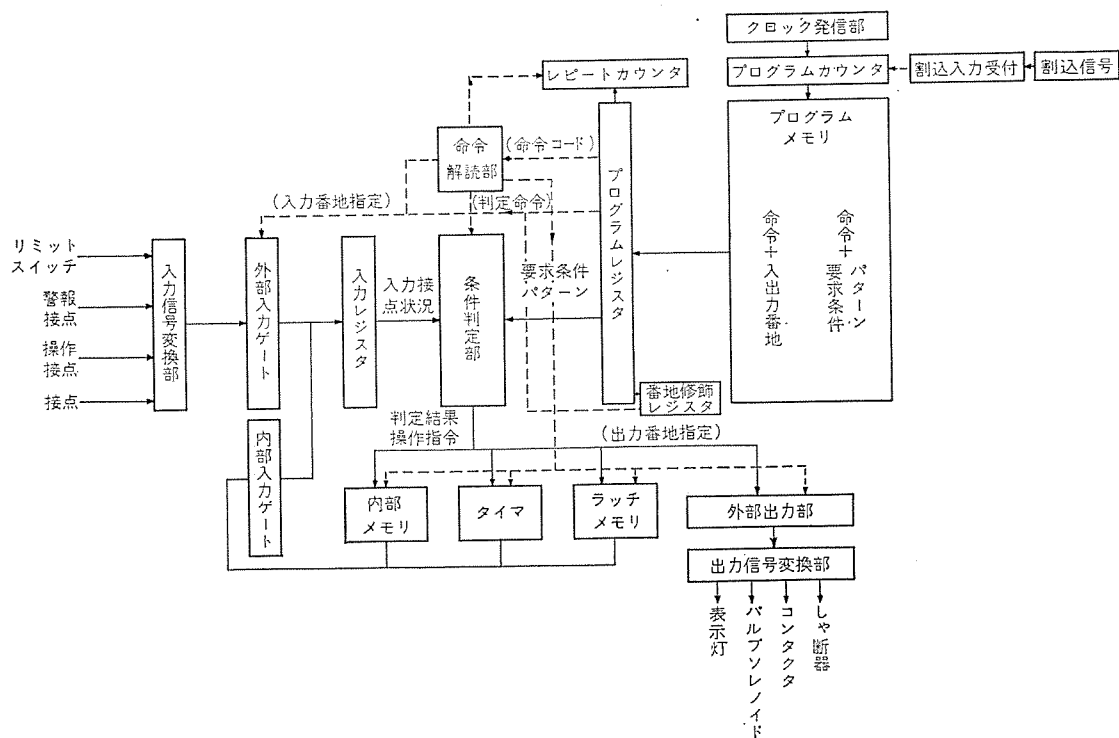 クロック発信部
レピートカウンタ
プログラムカウンタ
割込入力受付
割込信号
プログラム
メモリ
命令
解読部
(命令コード)
プログラムレジスタ
(入力番地指定)
(判定命令)
命令+入出力番地
命令+
要求条件
パターン
リミット
スイッチ
警報
接点
操作
接点
接点
入力信号変換部
外部入力ゲート
入力レジスタ
入力接
点状況
条件判定部
要求条件
パターン
番地修飾
レジスタ
判定結果
操作指令
(出力番地指定)
内部入力ゲート
内部
メモリ
タイマ
ラッチ
メモリ
外部出力部
出力信号変換部
表示灯
バルブソレノイド
コンタクタ
しゃ断器